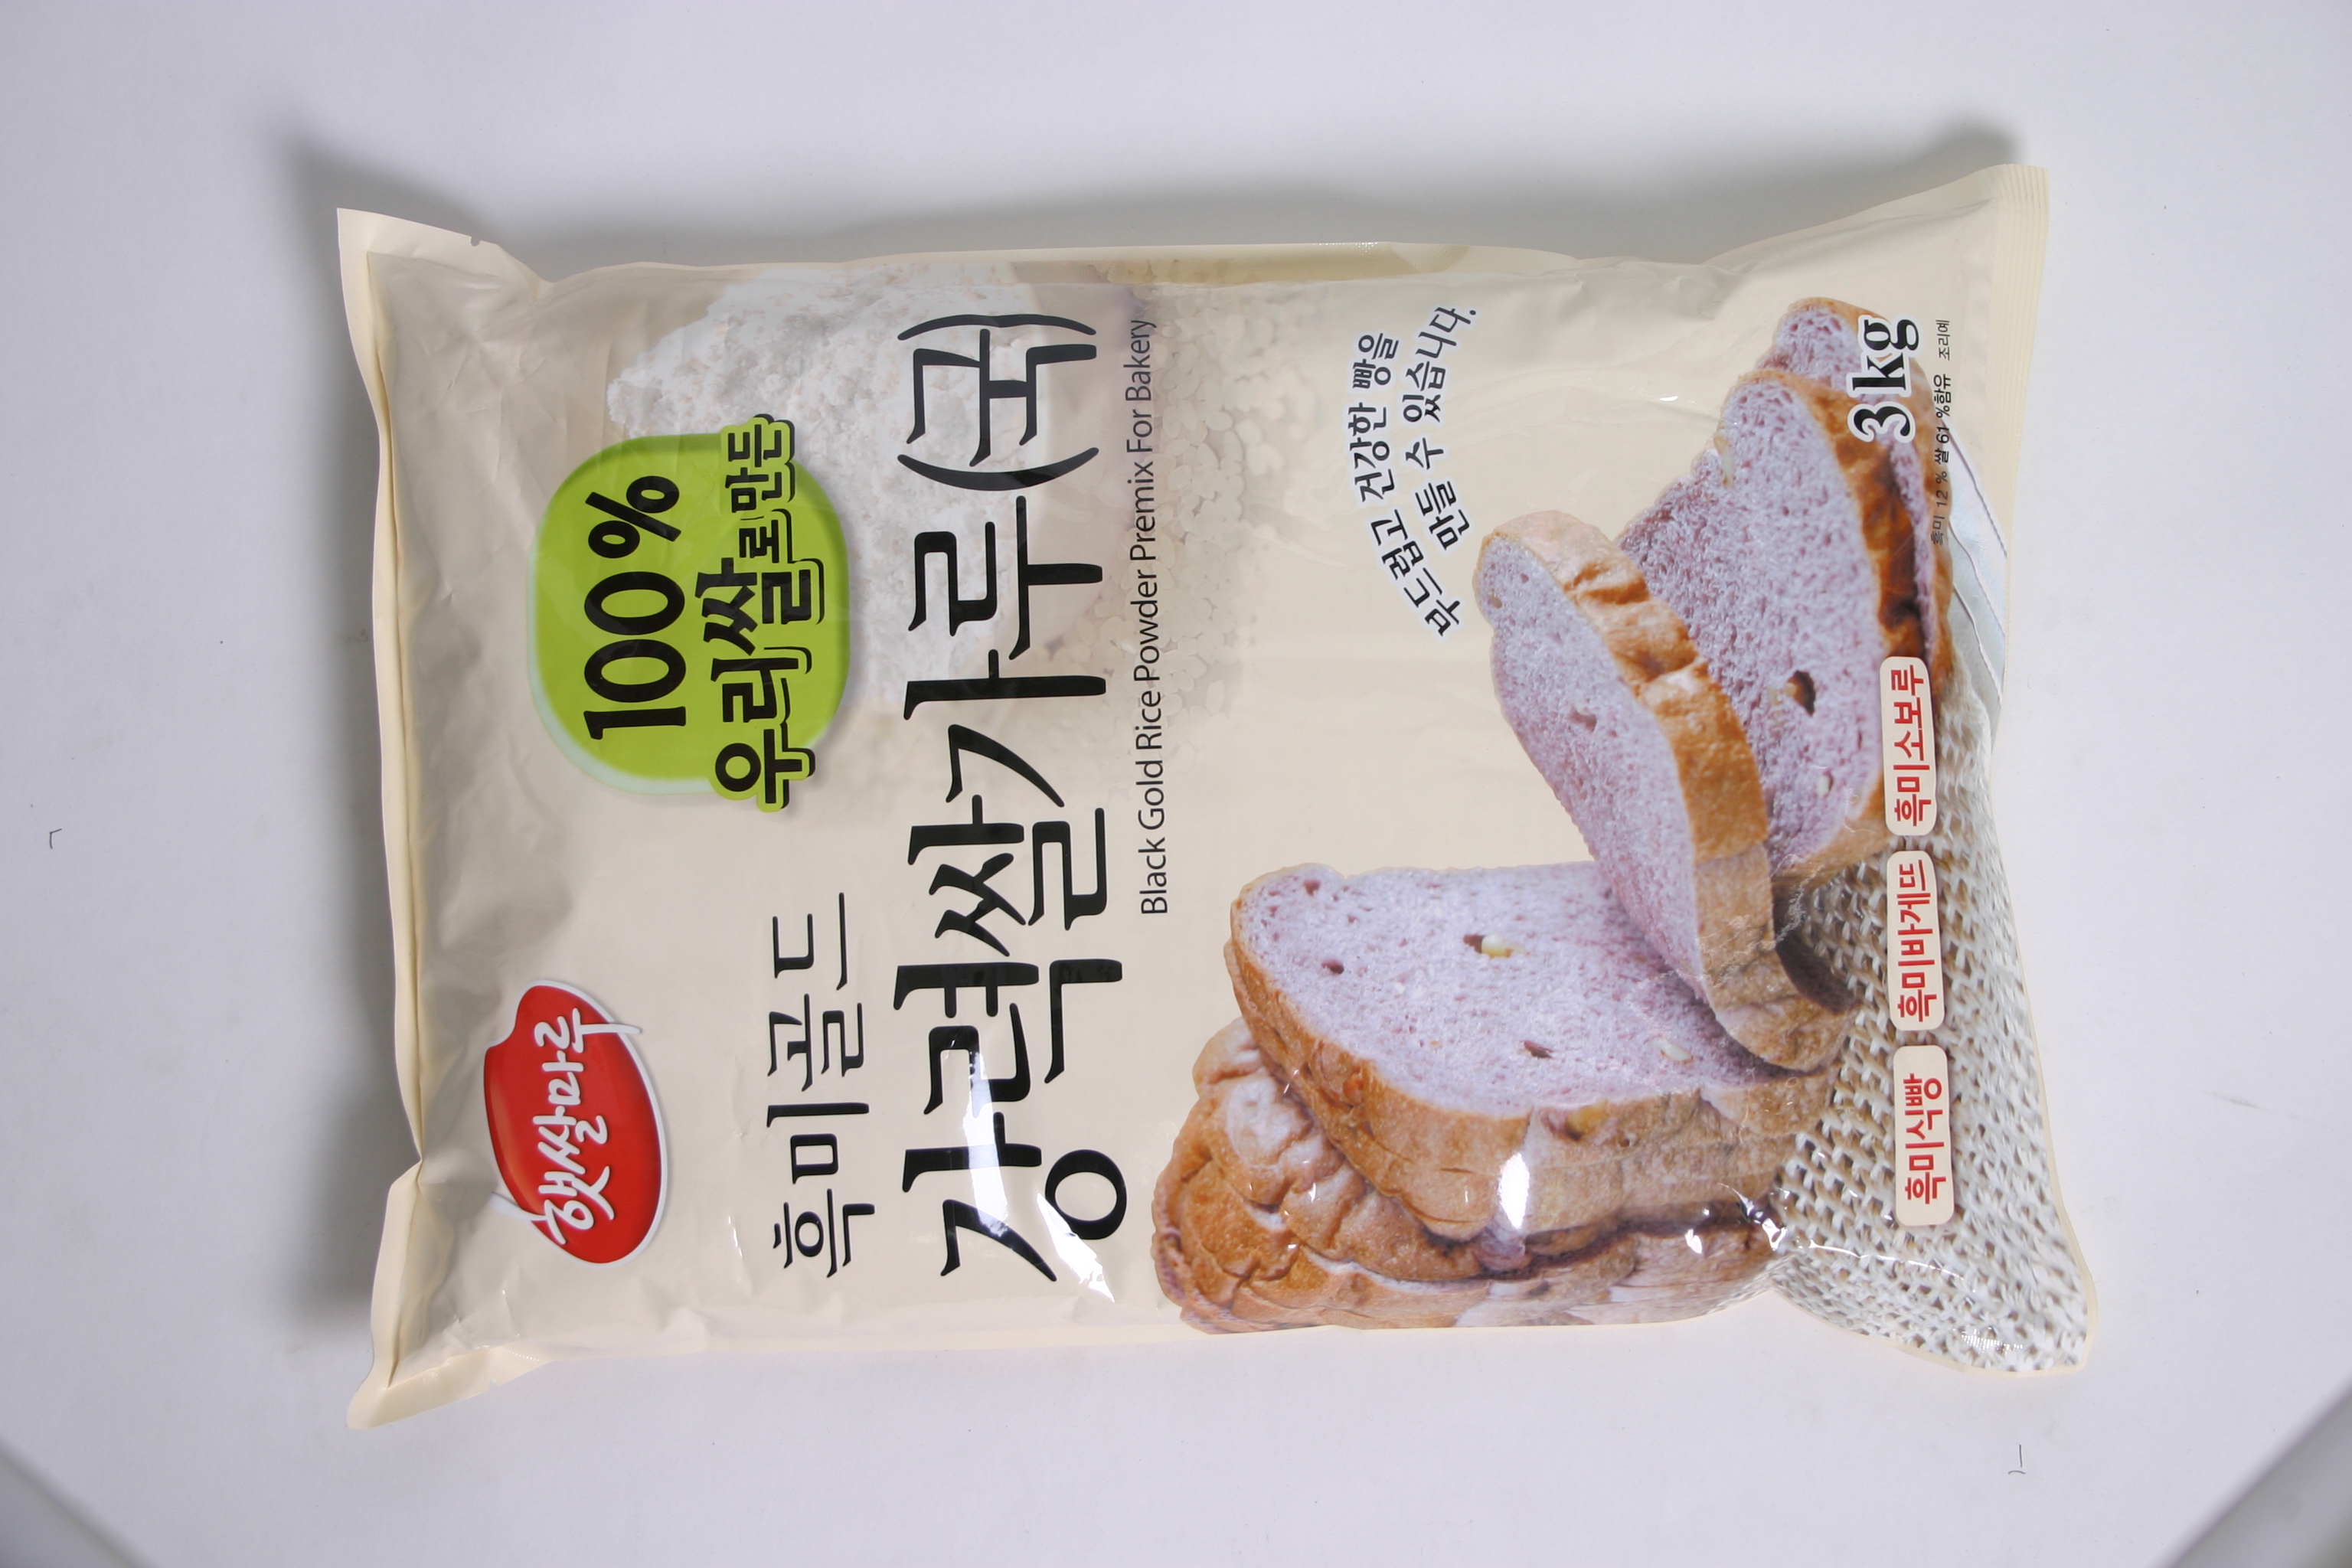 햇쌀마루
100%
우리쌀로만든
흑미골드
강력쌀가루(국)
Black Gold Rice Powder Premix For Bakery
부드럽고 건강한 빵을
만들 수 있습니다.
3kg
흑미식빵 흑미바게뜨 흑미소보루
흑미 12 % 쌀 61 %함유 조리예